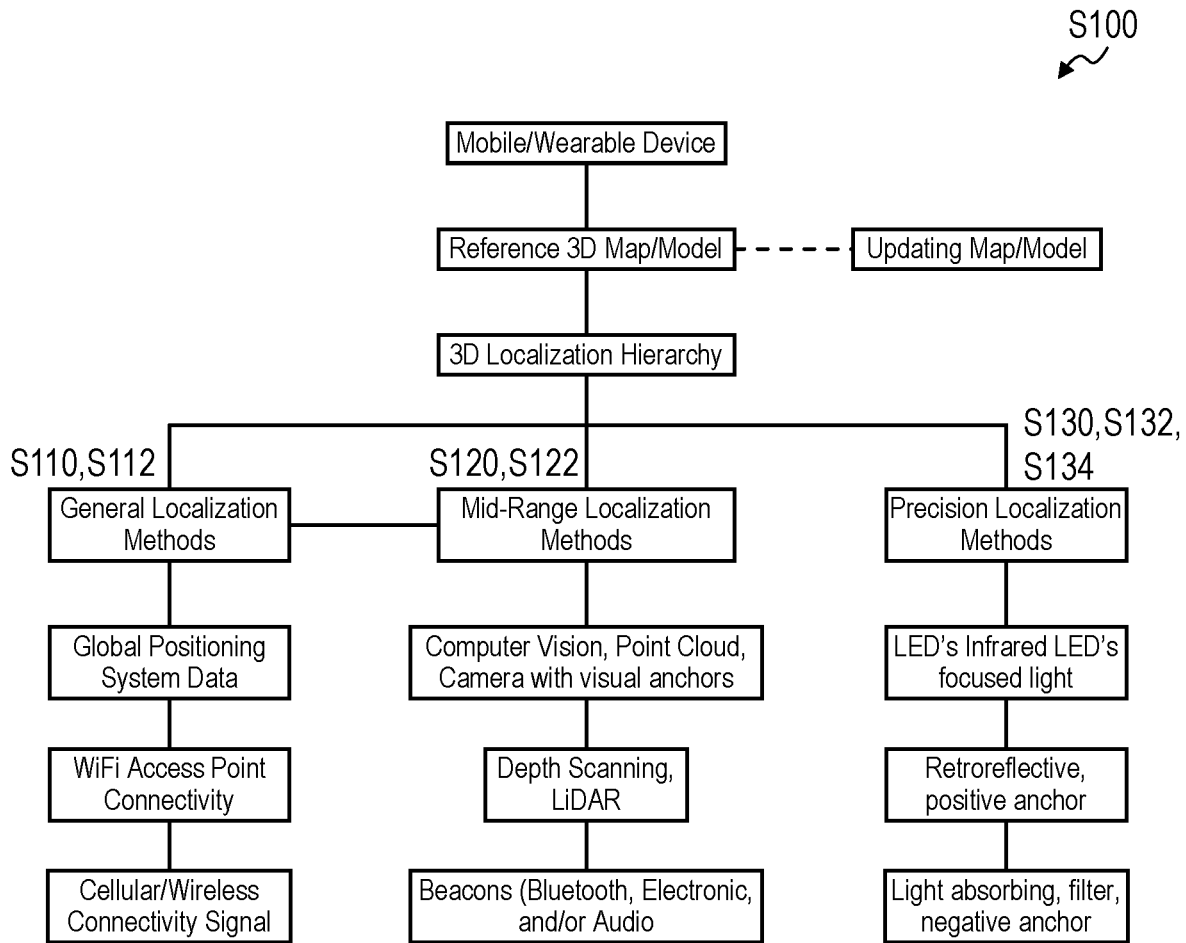 S100
Mobile/Wearable Device
Reference 3D Map/Model
Updating Map/Model
3D Localization Hierarchy
S110,S112
S120,S122
S130,S132,
S134
General Localization
Methods
Mid-Range Localization
Methods
Precision Localization
Methods
Global Positioning
System Data
Computer Vision, Point Cloud,
Camera with visual anchors
LED's Infrared LED's
focused light
WiFi Access Point
Connectivity
Depth Scanning,
LiDAR
Retroreflective,
positive anchor
Cellular/Wireless
Connectivity Signal
Beacons (Bluetooth, Electronic,
and/or Audio
Light absorbing, filter,
negative anchor